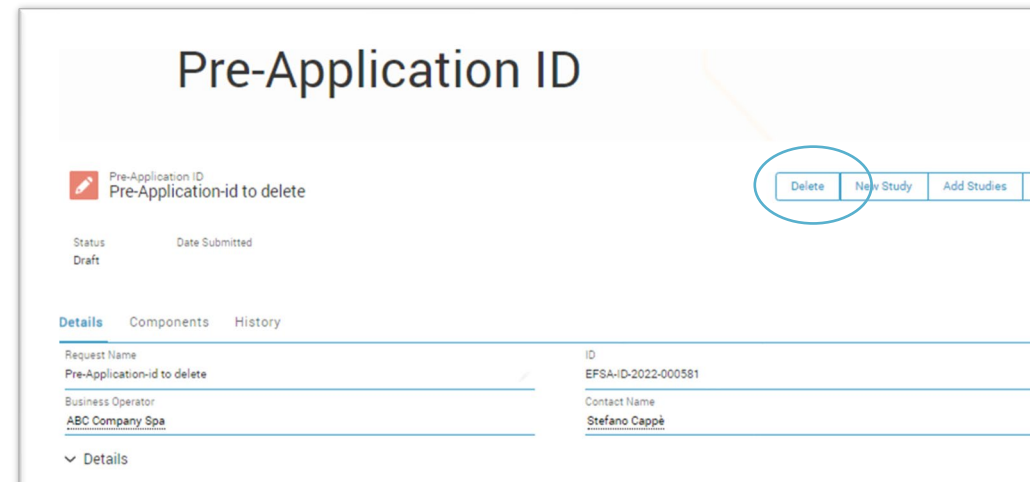 Pre-Application ID
Pre-Application ID
Pre-Application-id to delete
Delete New Study Add Studies
Status Date Submitted
Draft
Details Components History
Request Name ID
Pre-Application-id to delete EFSA-ID-2022-000581
Business Operator Contact Name
ABC Company Spa Stefano Cappè
Details